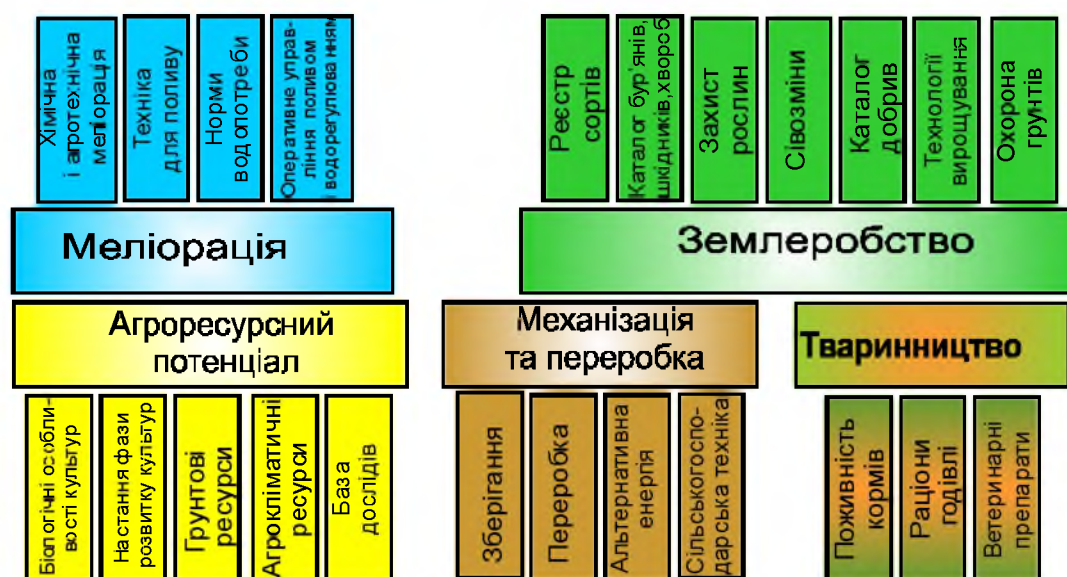 Хімічна
і агротехнічна
меліорація
Техніка
для поливу
Норми
водопотреби
Оперативне управ-
ління поливом
і водорегулюванням
Реєстр
сортів
Каталог бур'янів,
шкідників,хвороб
Захист
рослин
Сівозміни
Каталог
добрив
Технології
вирощування
Охорона
грунтів
Меліорація
Землеробство
Агроресурсний
потенціал
Механізація
та переробка
Тваринництво
Біологічні особли-
вості культур
Настання фази
розвитку культур
Грунтові
ресурси
Агрокліматичні
ресурси
База
дослідів
Зберігання
Переробка
Альтернативна
енергія
Сільськогоспо-
дарська техніка
Поживність
кормів
Раціони
годівлі
Ветеринарні
препарати